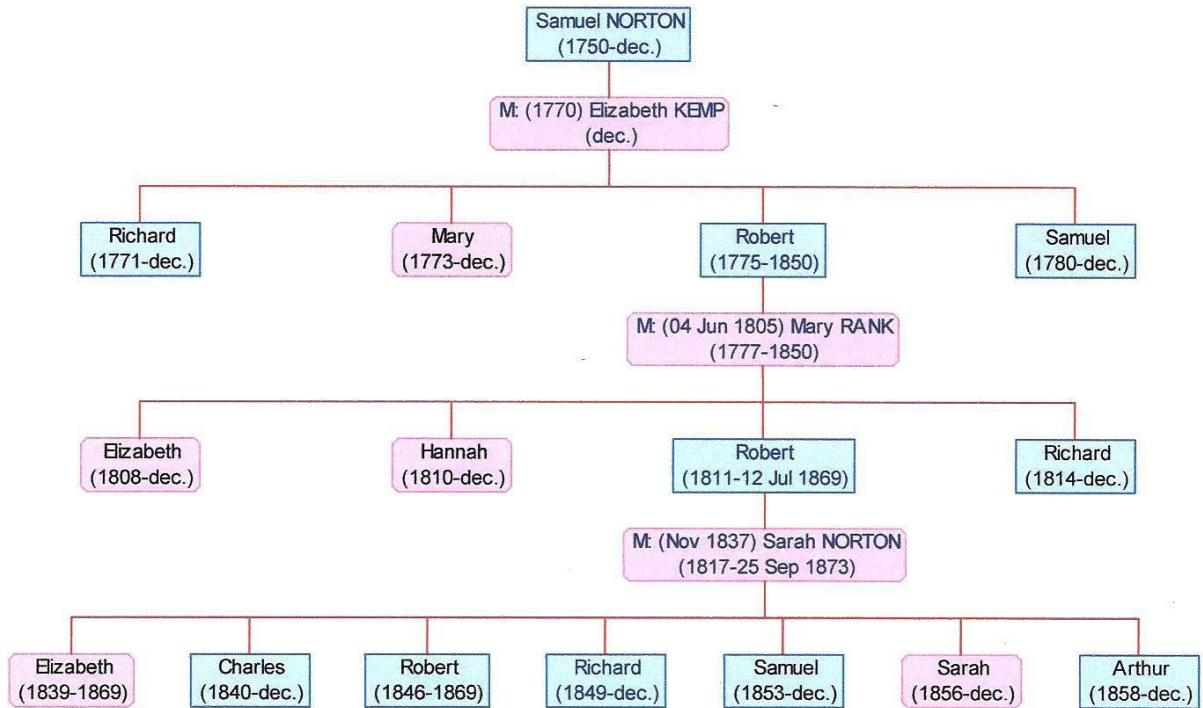 Samuel NORTON
(1750-dec.)
M: (1770) Elizabeth KEMP
(dec.)
Richard
(1771-dec.)
Mary
(1773-dec.)
Robert
(1775-1850)
Samuel
(1780-dec.)
M: (04 Jun 1805) Mary RANK
(1777-1850)
Elizabeth
(1808-dec.)
Hannah
(1810-dec.)
Robert
(1811-12 Jul 1869)
Richard
(1814-dec.)
M: (Nov 1837) Sarah NORTON
(1817-25 Sep 1873)
Elizabeth
(1839-1869)
Charles
(1840-dec.)
Robert
(1846-1869)
Richard
(1849-dec.)
Samuel
(1853-dec.)
Sarah
(1856-dec.)
Arthur
(1858-dec.)